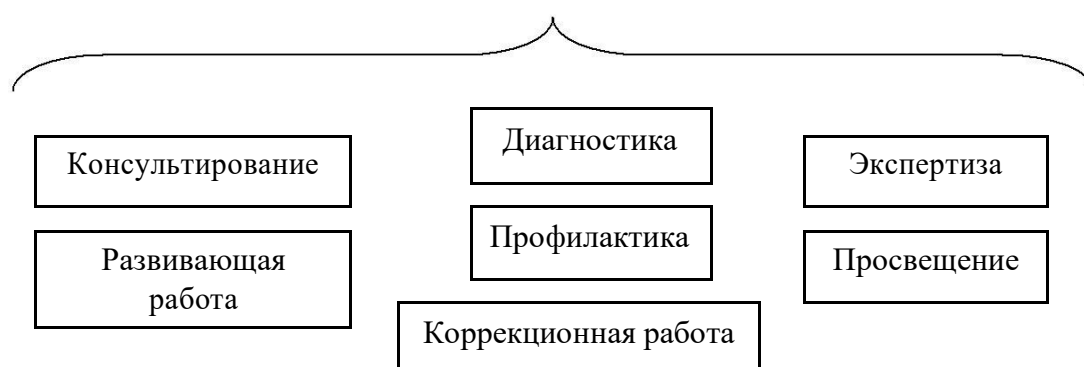 Консультирование
Развивающая
работа
Диагностика
Профилактика
Коррекционная работа
Экспертиза
Просвещение